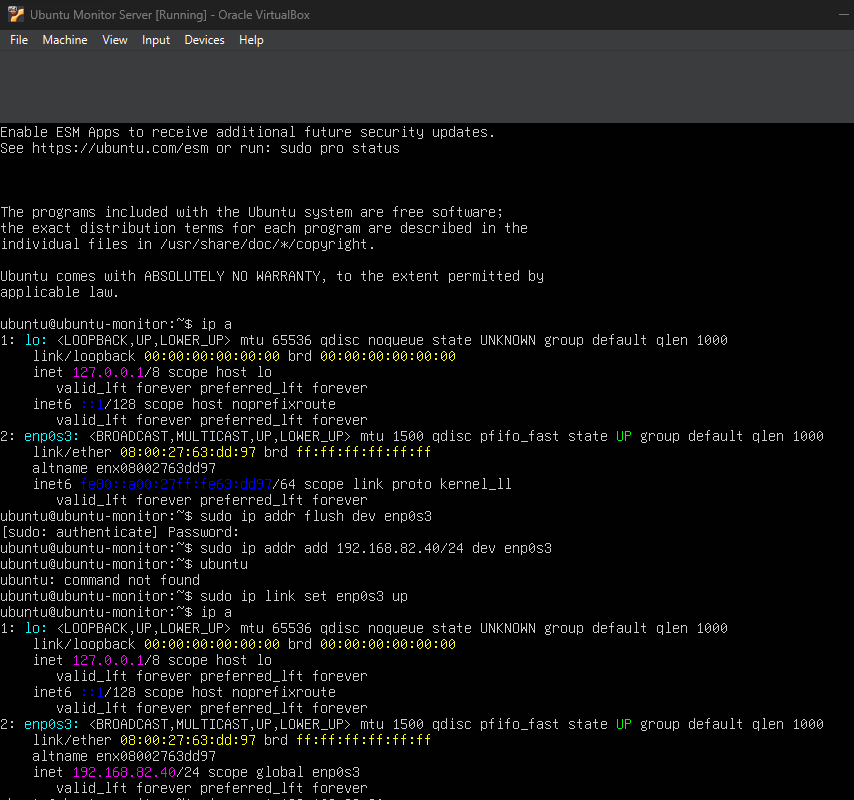 Ubuntu Monitor Server [Running] - Oracle VirtualBox
File Machine View Input Devices Help
Enable ESM Apps to receive additional future security updates.
See https://ubuntu.com/esm or run: sudo pro status
The programs included with the Ubuntu system are free software;
the exact distribution terms for each program are described in the
individual files in /usr/share/doc/*/copyright.
Ubuntu comes with ABSOLUTELY NO WARRANTY, to the extent permitted by
applicable law.
ubuntu@ubuntu-monitor:~$ ip a
1: lo: <LOOPBACK,UP,LOWER_UP> mtu 65536 qdisc noqueue state UNKNOWN group default qlen 1000
    link/loopback 00:00:00:00:00:00 brd 00:00:00:00:00:00
    inet 127.0.0.1/8 scope host lo
       valid_lft forever preferred_lft forever
    inet6 ::1/128 scope host noprefixroute
       valid_lft forever preferred_lft forever
2: enp0s3: <BROADCAST,MULTICAST,UP,LOWER_UP> mtu 1500 qdisc pfifo_fast state UP group default qlen 1000
    link/ether 08:00:27:63:dd:97 brd ff:ff:ff:ff:ff:ff
    altname enx08002763dd97
    inet6 fe80::a00:27ff:fe63:dd97/64 scope link proto kernel_ll
       valid_lft forever preferred_lft forever
ubuntu@ubuntu-monitor:~$ sudo ip addr flush dev enp0s3
[sudo: authenticate] Password:
ubuntu@ubuntu-monitor:~$ sudo ip addr add 192.168.82.40/24 dev enp0s3
ubuntu@ubuntu-monitor:~$ ubuntu
ubuntu: command not found
ubuntu@ubuntu-monitor:~$ sudo ip link set enp0s3 up
ubuntu@ubuntu-monitor:~$ ip a
1: lo: <LOOPBACK,UP,LOWER_UP> mtu 65536 qdisc noqueue state UNKNOWN group default qlen 1000
    link/loopback 00:00:00:00:00:00 brd 00:00:00:00:00:00
    inet 127.0.0.1/8 scope host lo
       valid_lft forever preferred_lft forever
    inet6 ::1/128 scope host noprefixroute
       valid_lft forever preferred_lft forever
2: enp0s3: <BROADCAST,MULTICAST,UP,LOWER_UP> mtu 1500 qdisc pfifo_fast state UP group default qlen 1000
    link/ether 08:00:27:63:dd:97 brd ff:ff:ff:ff:ff:ff
    altname enx08002763dd97
    inet 192.168.82.40/24 scope global enp0s3
       valid_lft forever preferred_lft forever